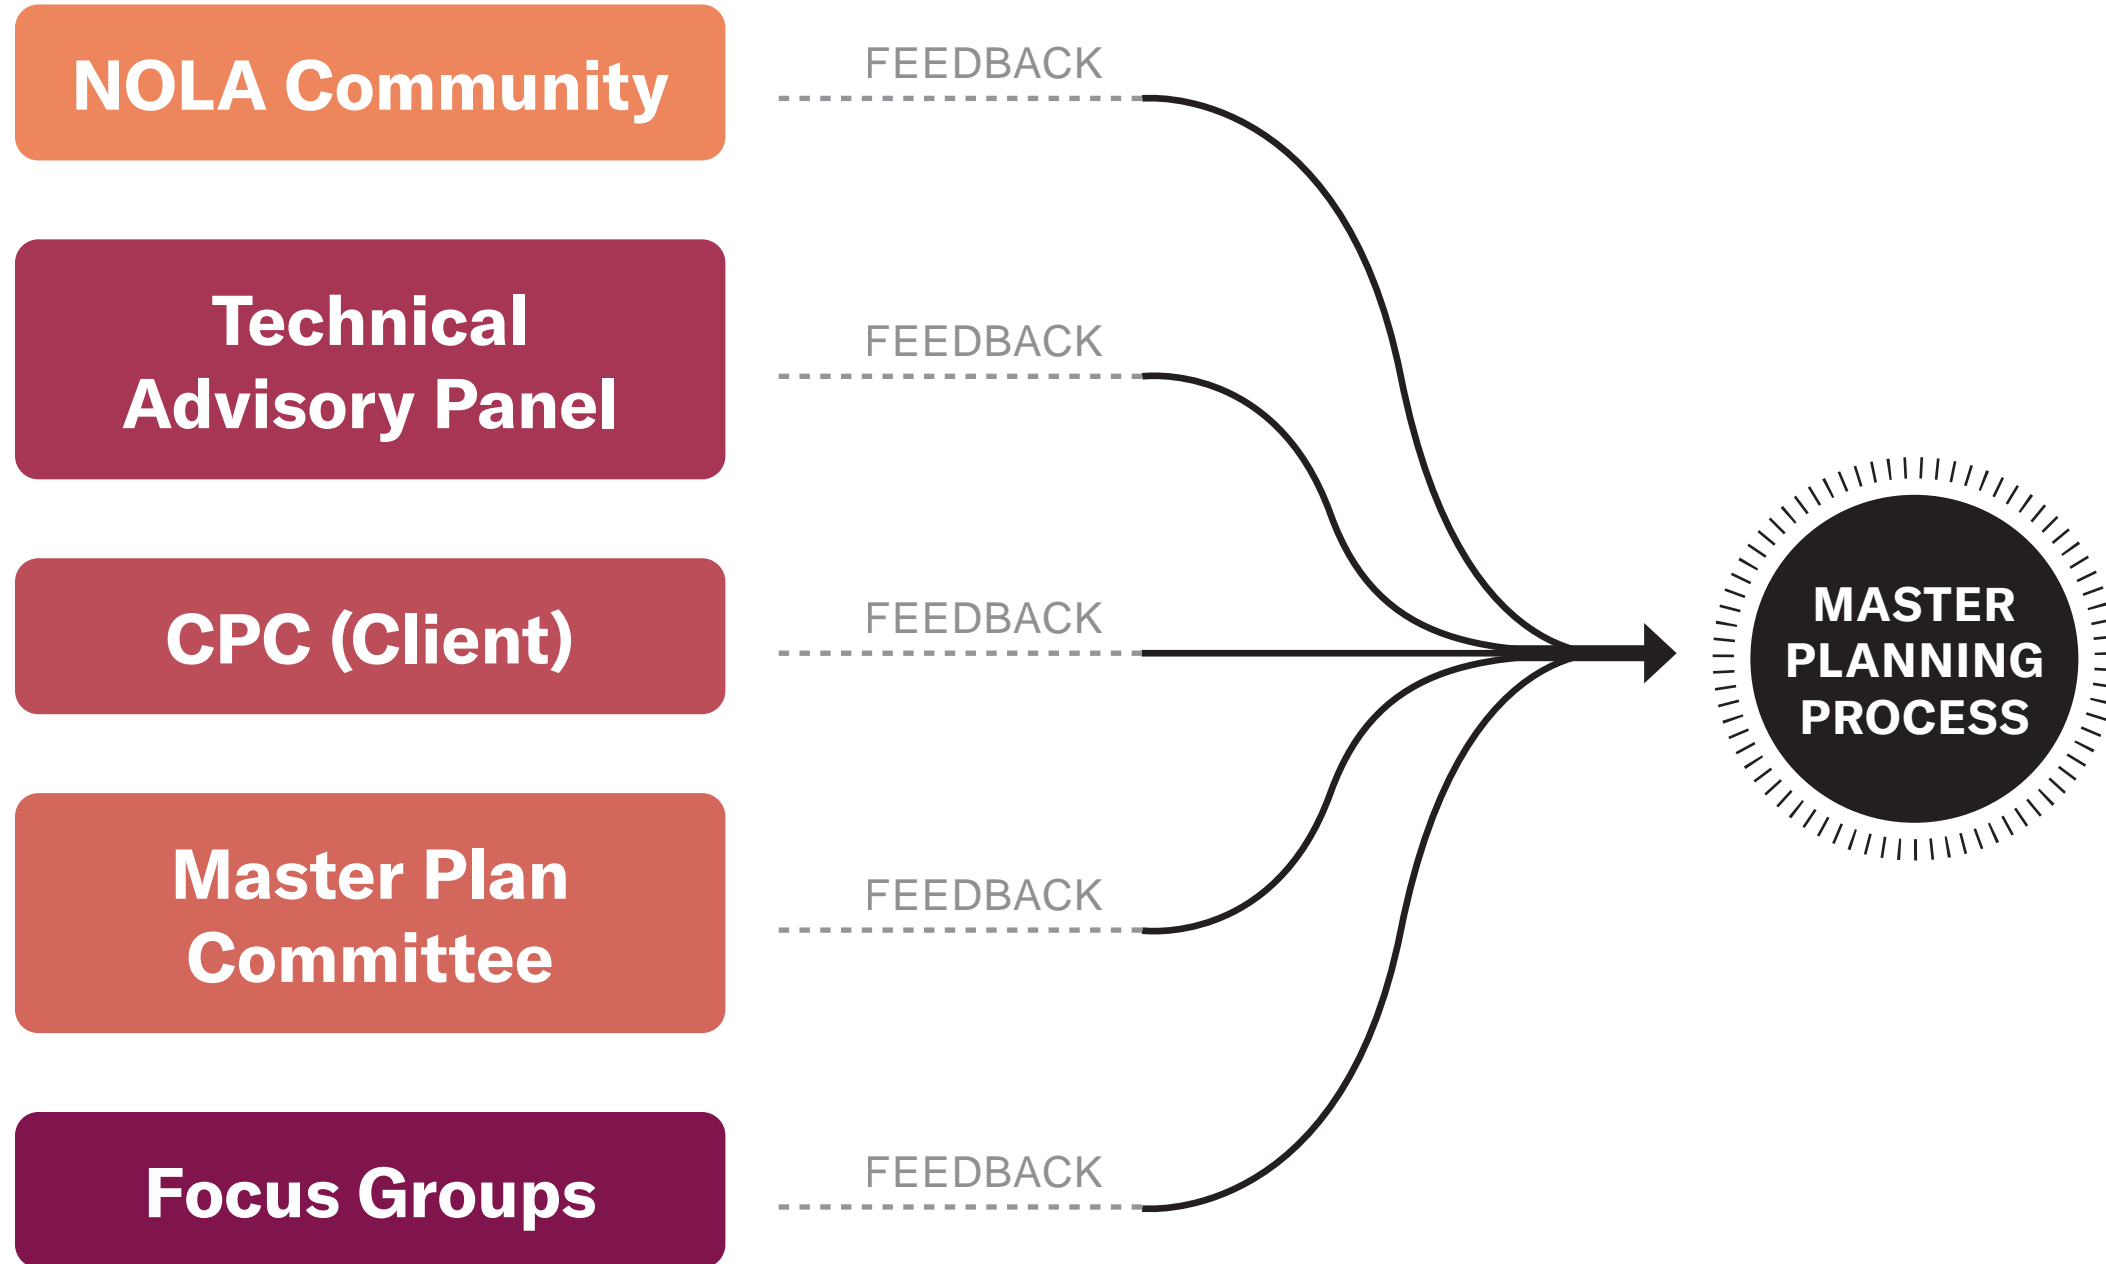 NOLA Community
FEEDBACK
Technical
Advisory Panel
FEEDBACK
CPC (Client)
FEEDBACK
Master Plan
Committee
FEEDBACK
Focus Groups
FEEDBACK
MASTER
PLANNING
PROCESS